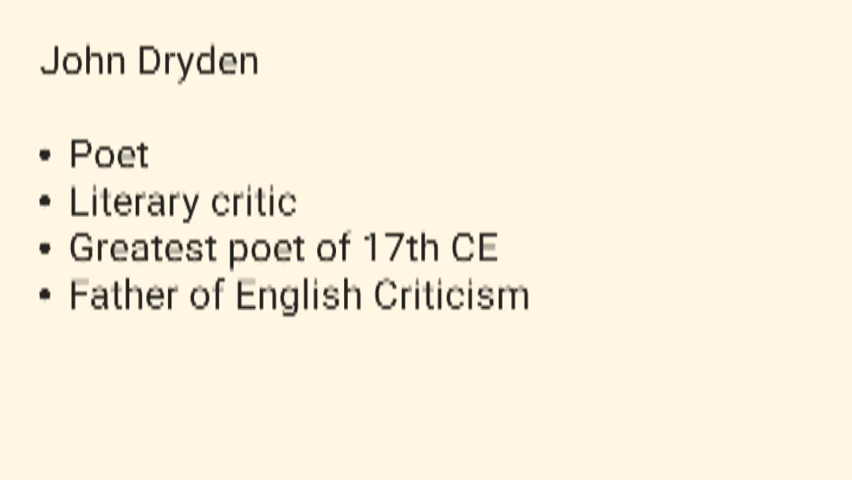 John Dryden
• Poet
• Literary critic
• Greatest poet of 17th CE
• Father of English Criticism